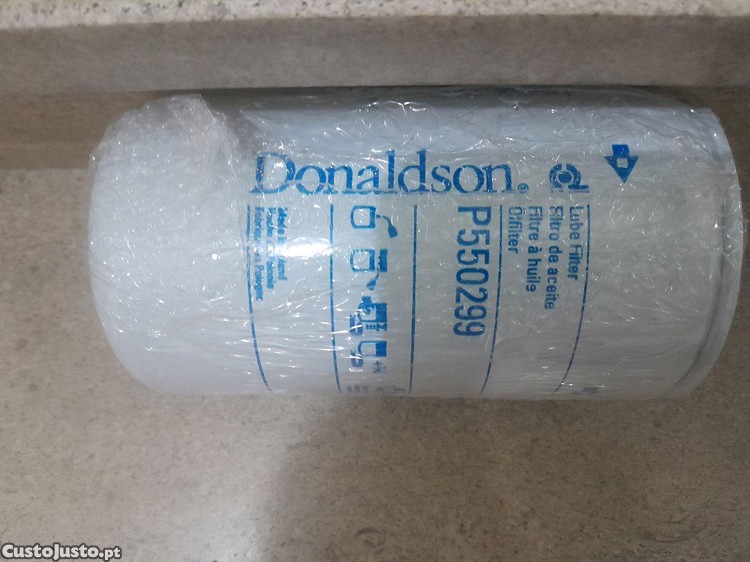 Donaldson®
P550299
Lube Filter
Filtro de aceite
Filtre à huile
Ölfilter
CustoJusto.pt